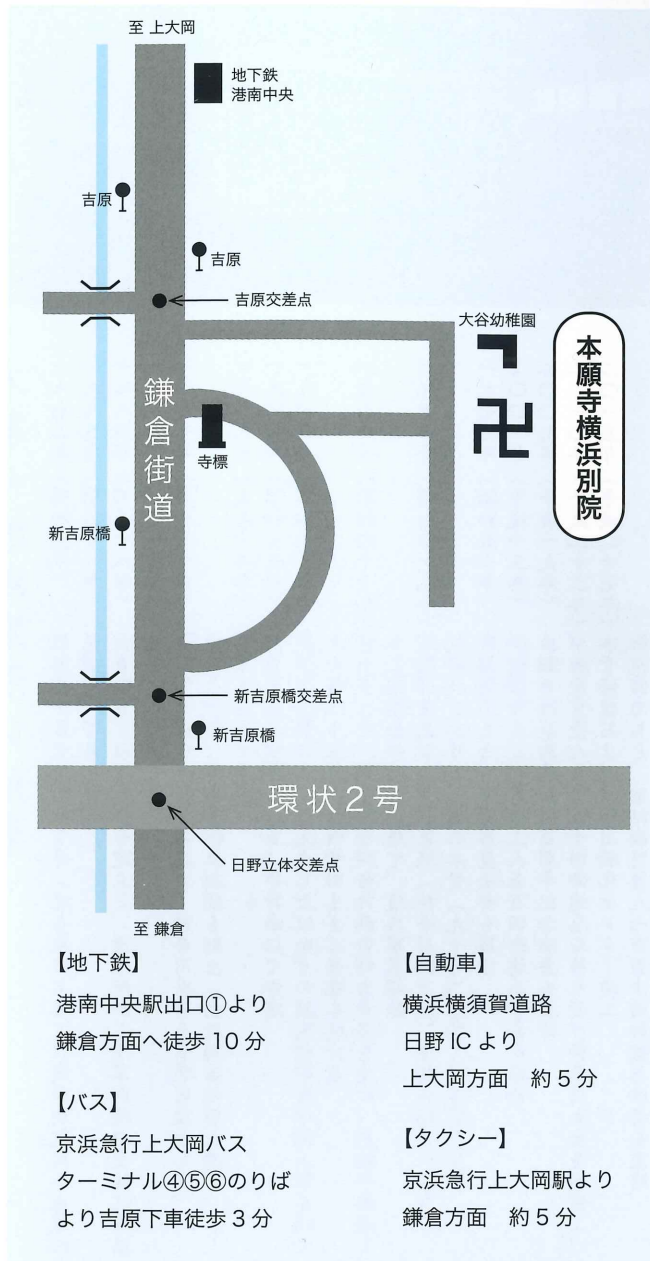 至 上大岡
地下鉄
港南中央
吉原
吉原
吉原交差点
大谷幼稚園
本願寺横浜別院
鎌倉街道
寺標
新吉原橋
新吉原橋交差点
新吉原橋
環状2号
日野立体交差点
至 鎌倉
【地下鉄】
港南中央駅出口①より
鎌倉方面へ徒歩10分
【バス】
京浜急行上大岡バス
ターミナル④⑤⑥のりば
より吉原下車徒歩3分
【自動車】
横浜横須賀道路
日野ICより
上大岡方面 約5分
【タクシー】
京浜急行上大岡駅より
鎌倉方面 約5分